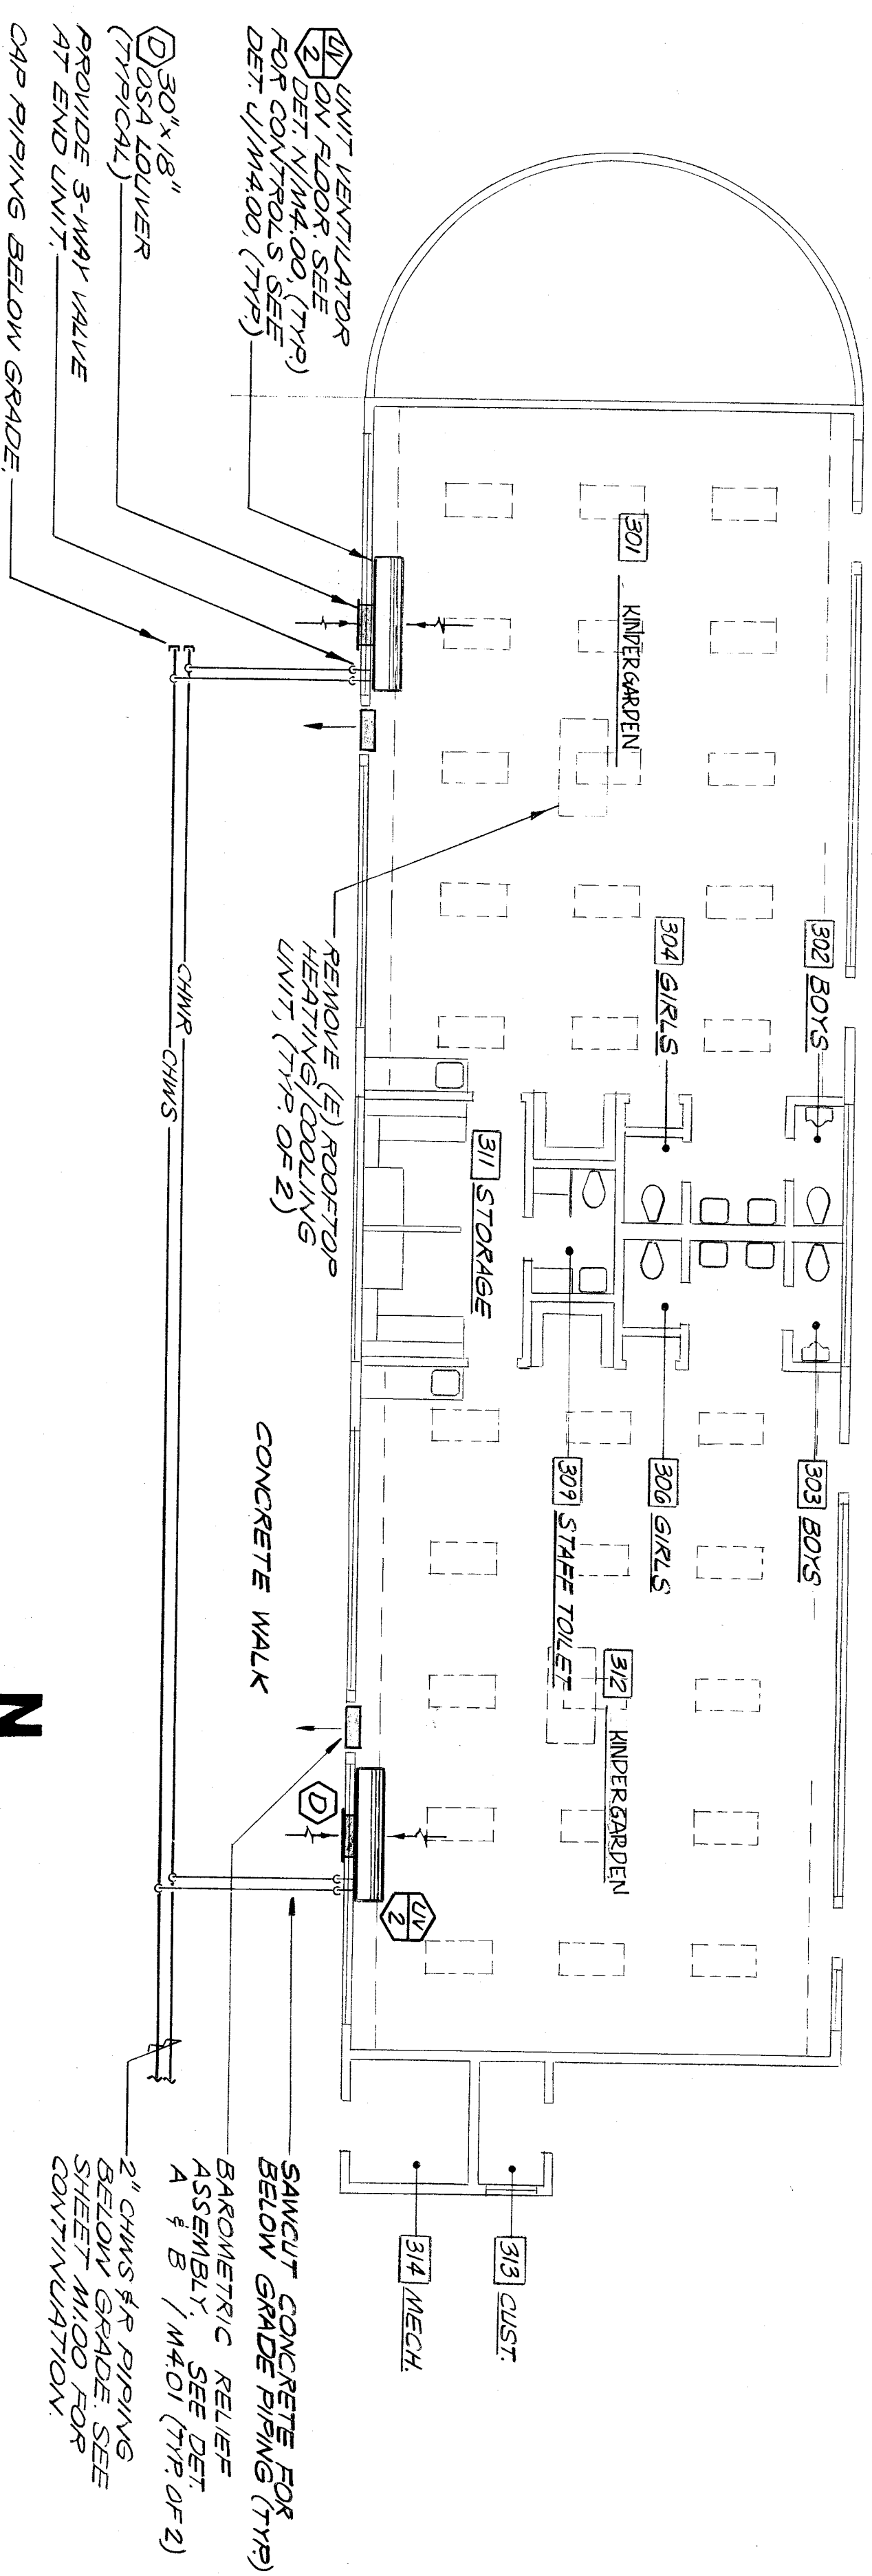 UV
2
UNIT VENTILATOR
ON FLOOR. SEE
DET. N/M4.00, (TYP.)
FOR CONTROLS SEE
DET. J/M4.00, (TYP.)
D
30"x18"
OSA LOUVER
(TYPICAL)
PROVIDE 3-WAY VALVE
AT END UNIT.
CAP PIPING BELOW GRADE.
301
KINDERGARDEN
302 BOYS
304 GIRLS
REMOVE (E) ROOFTOP
HEATING/COOLING
UNIT, (TYP. OF 2)
CHWR
CHWS
311 STORAGE
303 BOYS
306 GIRLS
309 STAFF TOILET
312
KINDERGARDEN
CONCRETE WALK
D
UV
2
313 CUST.
314 MECH.
SAWCUT CONCRETE FOR
BELOW GRADE PIPING (TYP.)
BAROMETRIC RELIEF
ASSEMBLY, SEE DET.
A & B / M4.01 (TYP. OF 2)
2" CHWS & R PIPING
BELOW GRADE. SEE
SHEET M1.00 FOR
CONTINUATION.
N